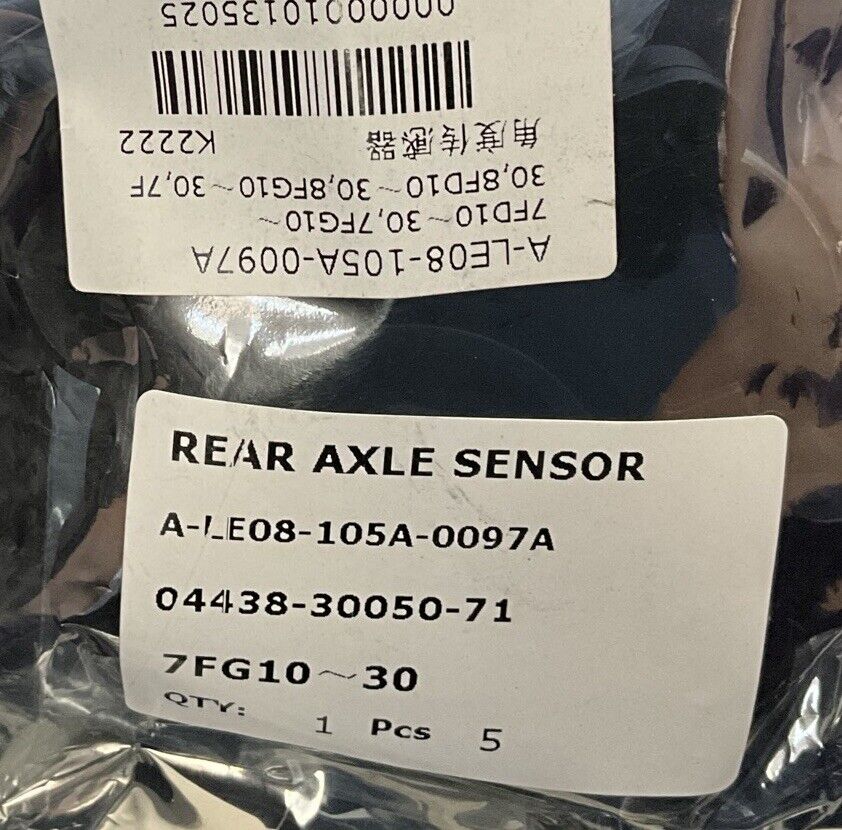 A-LE08-105A-0097A
7FD10～30,7FG10～
30,8FD10～30,8FG10～30,7F
角度传感器 K2222
REAR AXLE SENSOR
A-LE08-105A-0097A
04438-30050-71
7FG10～30
QTY: 1 Pcs 5